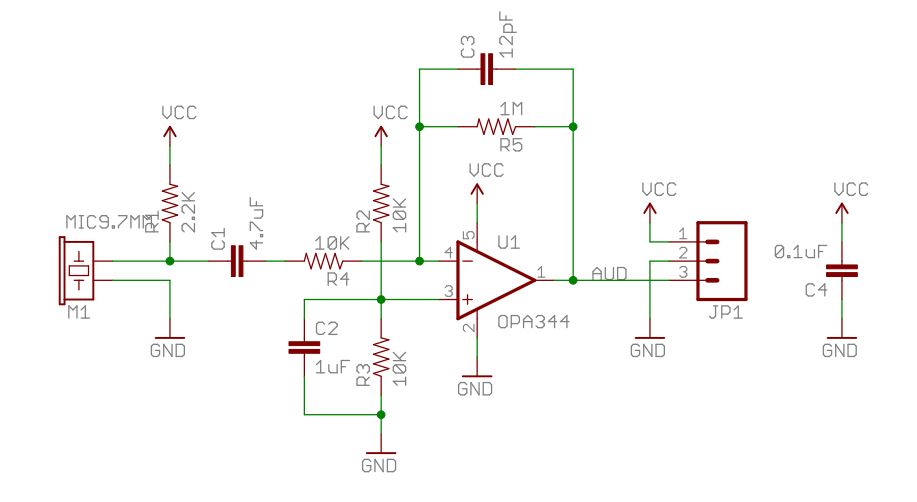 C3
12pF
1M
R5
VCC
VCC
VCC
VCC
VCC
MIC9.7MM
R1
2.2K
C1
4.7uF
R2
10K
10K
R4
5
U1
4
3
1
2
OPA344
AUD
1
2
3
JP1
0.1uF
C4
M1
GND
C2
1uF
R3
10K
GND
GND
GND
GND